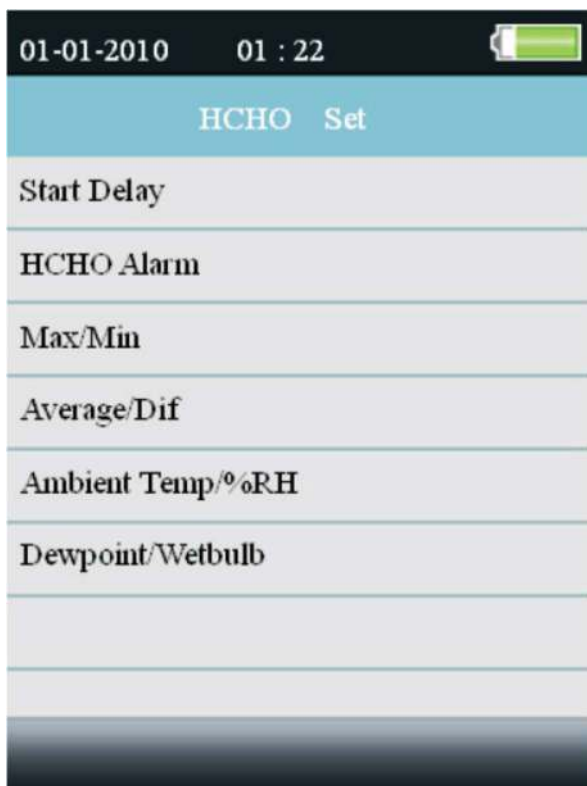 01-01-2010 01 : 22
HCHO Set
Start Delay
HCHO Alarm
Max/Min
Average/Dif
Ambient Temp/%RH
Dewpoint/Wetbulb